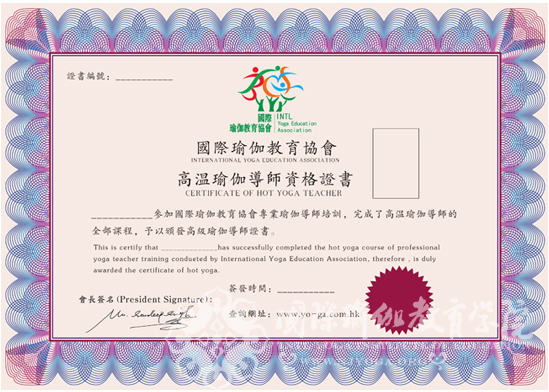 證書編號：___________
國際 INTL
瑜伽教育協會 Yoga Education
Association
國際瑜伽教育協會
INTERNATIONAL YOGA EDUCATION ASSOCIATION
高温瑜伽導師資格證書
CERTIFICATE OF HOT YOGA TEACHER
____________參加國際瑜伽教育協會專業瑜伽導師培訓，完成了高温瑜伽導師的
全部課程，予以頒發高級瑜伽導師證書。
This is certify that ______________has successfully completed the hot yoga course of professional
yoga teacher training condueted by International Yoga Education Association, therefore , is duly
awarded the certificate of hot yoga.
簽發時間：___________
會長簽名(President Signature):
查詢網址：www.yo-ga.com.hk
國際瑜伽教育學院